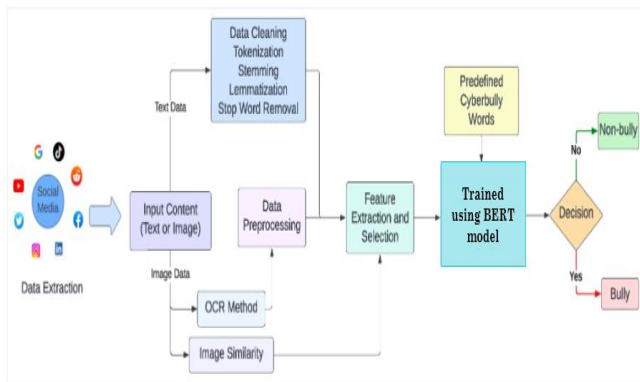 Data Cleaning
Tokenization
Stemming
Lemmatization
Stop Word Removal
Text Data
Predefined
Cyberbully
Words
Non-bully
No
Social
Media
Input Content
(Text or Image)
Data
Preprocessing
Feature
Extraction and
Selection
Trained
using BERT
model
Decision
Data Extraction
Image Data
Yes
Bully
OCR Method
Image Similarity